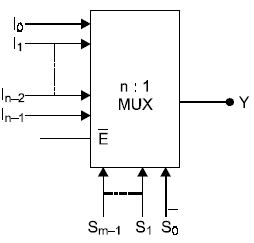 I₀
I₁
Iₙ₋₂
Iₙ₋₁
n : 1
MUX
E̅
Y
Sₘ₋₁ S₁ S₀